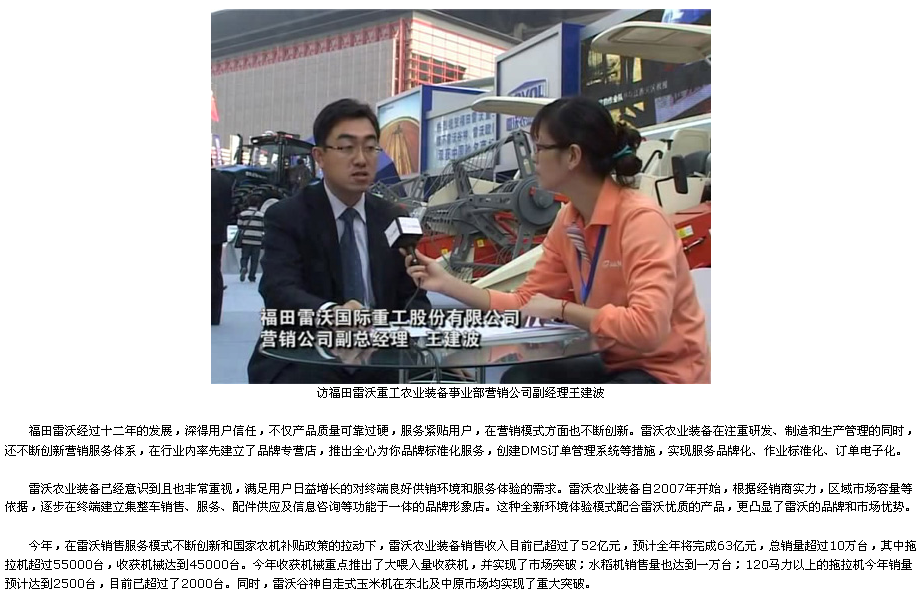 福田雷沃国际重工股份有限公司
营销公司副总经理 王建波
访福田雷沃重工农业装备事业部营销公司副经理王建波
福田雷沃经过十二年的发展，深得用户信任，不仅产品质量可靠过硬，服务紧贴用户，在营销模式方面也不断创新。雷沃农业装备在注重研发、制造和生产管理的同时，
还不断创新营销服务体系，在行业内率先建立了品牌专营店，推出全心为你品牌标准化服务，创建DMS订单管理系统等措施，实现服务品牌化、作业标准化、订单电子化。
雷沃农业装备已经意识到且也非常重视，满足用户日益增长的对终端良好供销环境和服务体验的需求。雷沃农业装备自2007年开始，根据经销商实力，区域市场容量等
依据，逐步在终端建立集整车销售、服务、配件供应及信息咨询等功能于一体的品牌形象店。这种全新环境体验模式配合雷沃优质的产品，更凸显了雷沃的品牌和市场优势。
今年，在雷沃销售服务模式不断创新和国家农机补贴政策的拉动下，雷沃农业装备销售收入目前已超过了52亿元，预计全年将完成63亿元，总销量超过10万台，其中拖
拉机超过55000台，收获机械达到45000台。今年收获机械重点推出了大喂入量收获机，并实现了市场突破；水稻机销售量也达到一万台；120马力以上的拖拉机今年销量
预计达到2500台，目前已超过了2000台。同时，雷沃谷神自走式玉米机在东北及中原市场均实现了重大突破。